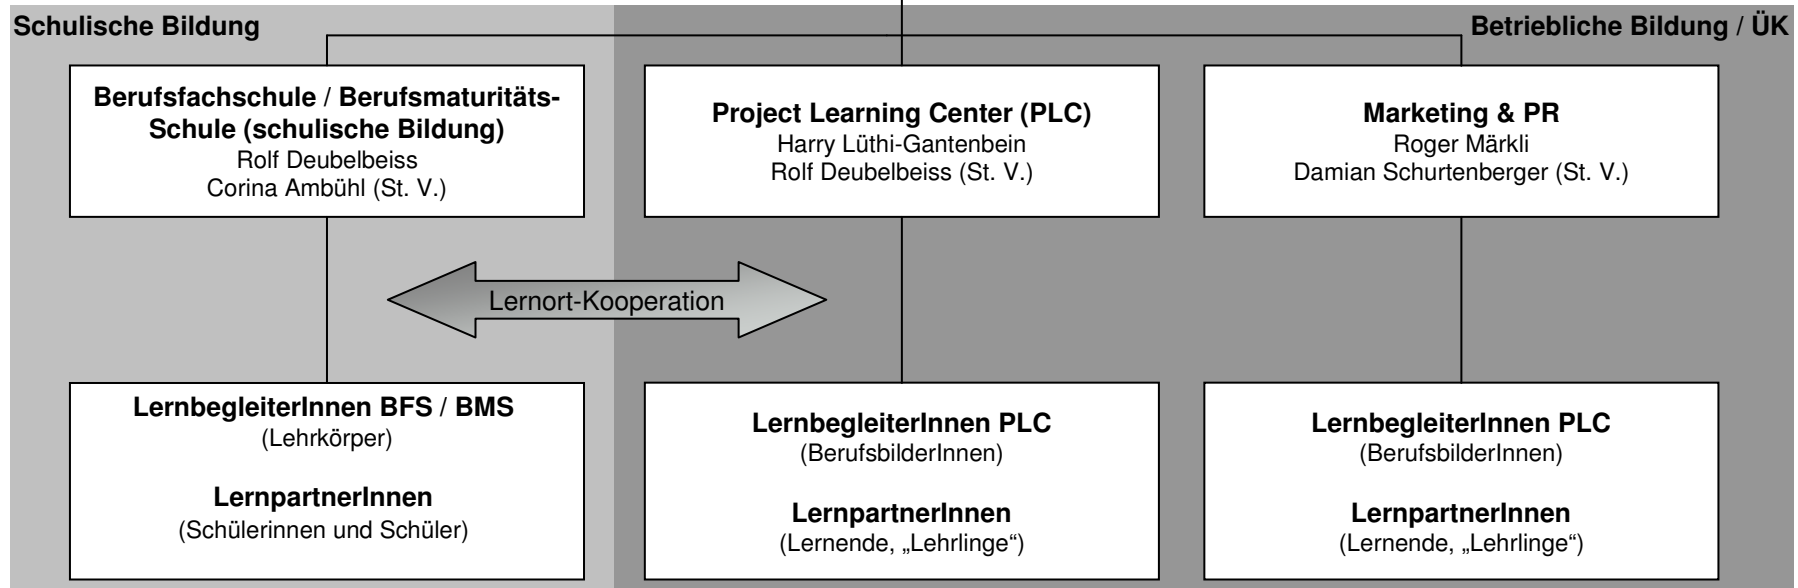 Schulische Bildung
Betriebliche Bildung / ÜK
Berufsfachschule / Berufsmaturitäts-
Schule (schulische Bildung)
Rolf Deubelbeiss
Corina Ambühl (St. V.)
Project Learning Center (PLC)
Harry Lüthi-Gantenbein
Rolf Deubelbeiss (St. V.)
Marketing & PR
Roger Märkli
Damian Schurtenberger (St. V.)
Lernort-Kooperation
LernbegleiterInnen BFS / BMS
(Lehrkörper)
LernpartnerInnen
(Schülerinnen und Schüler)
LernbegleiterInnen PLC
(BerufsbilderInnen)
LernpartnerInnen
(Lernende, „Lehrlinge“)
LernbegleiterInnen PLC
(BerufsbilderInnen)
LernpartnerInnen
(Lernende, „Lehrlinge“)